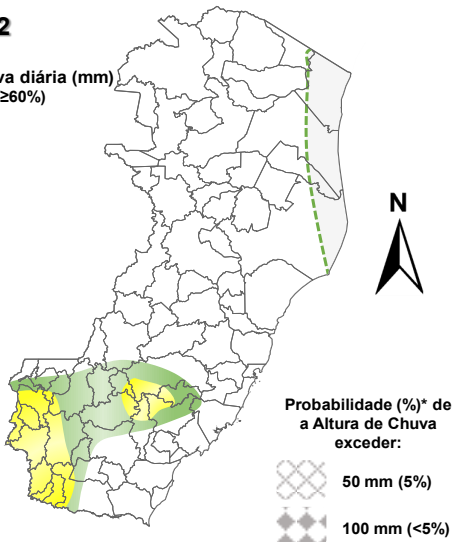 2
va diária (mm)
≥60%)
N
Probabilidade (%)* de
a Altura de Chuva
exceder:
50 mm (5%)
100 mm (<5%)